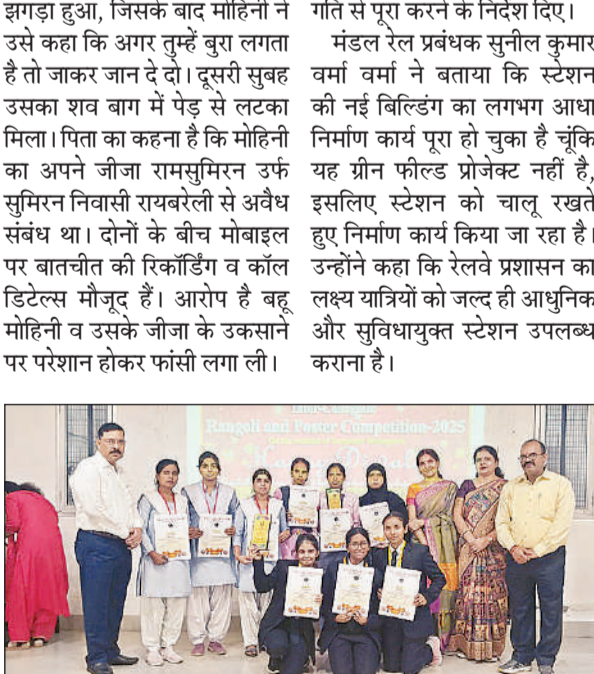 झगड़ा हुआ, जिसके बाद मोहिनी ने
उसे कहा कि अगर तुम्हें बुरा लगता
है तो जाकर जान दे दो। दूसरी सुबह
उसका शव बाग में पेड़ से लटका
मिला। पिता का कहना है कि मोहिनी
का अपने जीजा रामसुमिरन उर्फ
सुमिरन निवासी रायबरेली से अवैध
संबंध था। दोनों के बीच मोबाइल
पर बातचीत की रिकॉर्डिंग व कॉल
डिटेल्स मौजूद हैं। आरोप है बहू
मोहिनी व उसके जीजा के उकसाने
पर परेशान होकर फांसी लगा ली।
गति से पूरा करने के निर्देश दिए।
मंडल रेल प्रबंधक सुनील कुमार
वर्मा वर्मा ने बताया कि स्टेशन
की नई बिल्डिंग का लगभग आधा
निर्माण कार्य पूरा हो चुका है चूंकि
यह ग्रीन फील्ड प्रोजेक्ट नहीं है,
इसलिए स्टेशन को चालू रखते
हुए निर्माण कार्य किया जा रहा है।
उन्होंने कहा कि रेलवे प्रशासन का
लक्ष्य यात्रियों को जल्द ही आधुनिक
और सुविधायुक्त स्टेशन उपलब्ध
कराना है।
Rangoli and Poster Competition-2025